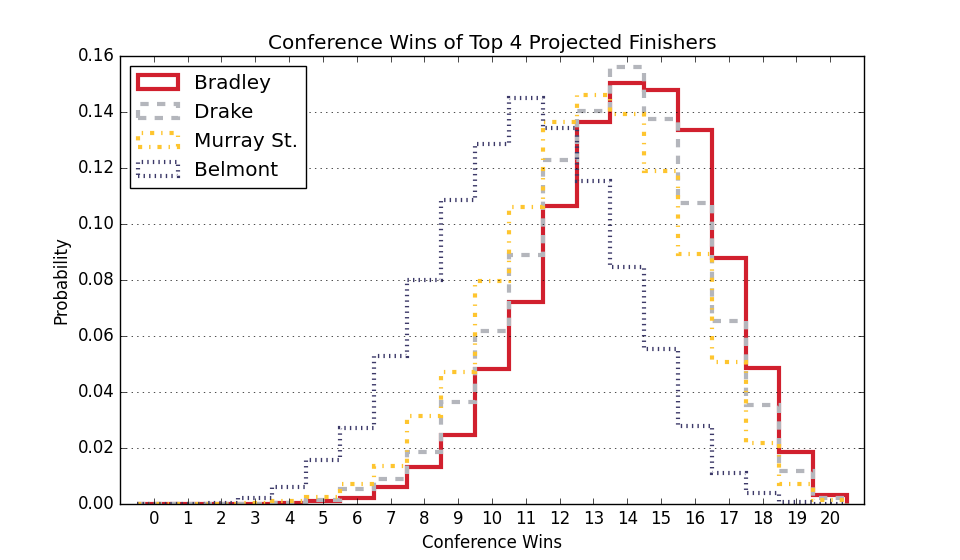 Conference Wins of Top 4 Projected Finishers
Bradley
Drake
Murray St.
Belmont
0.16
0.14
0.12
0.10
0.08
0.06
0.04
0.02
0.00
Probability
0 1 2 3 4 5 6 7 8 9 10 11 12 13 14 15 16 17 18 19 20
Conference Wins